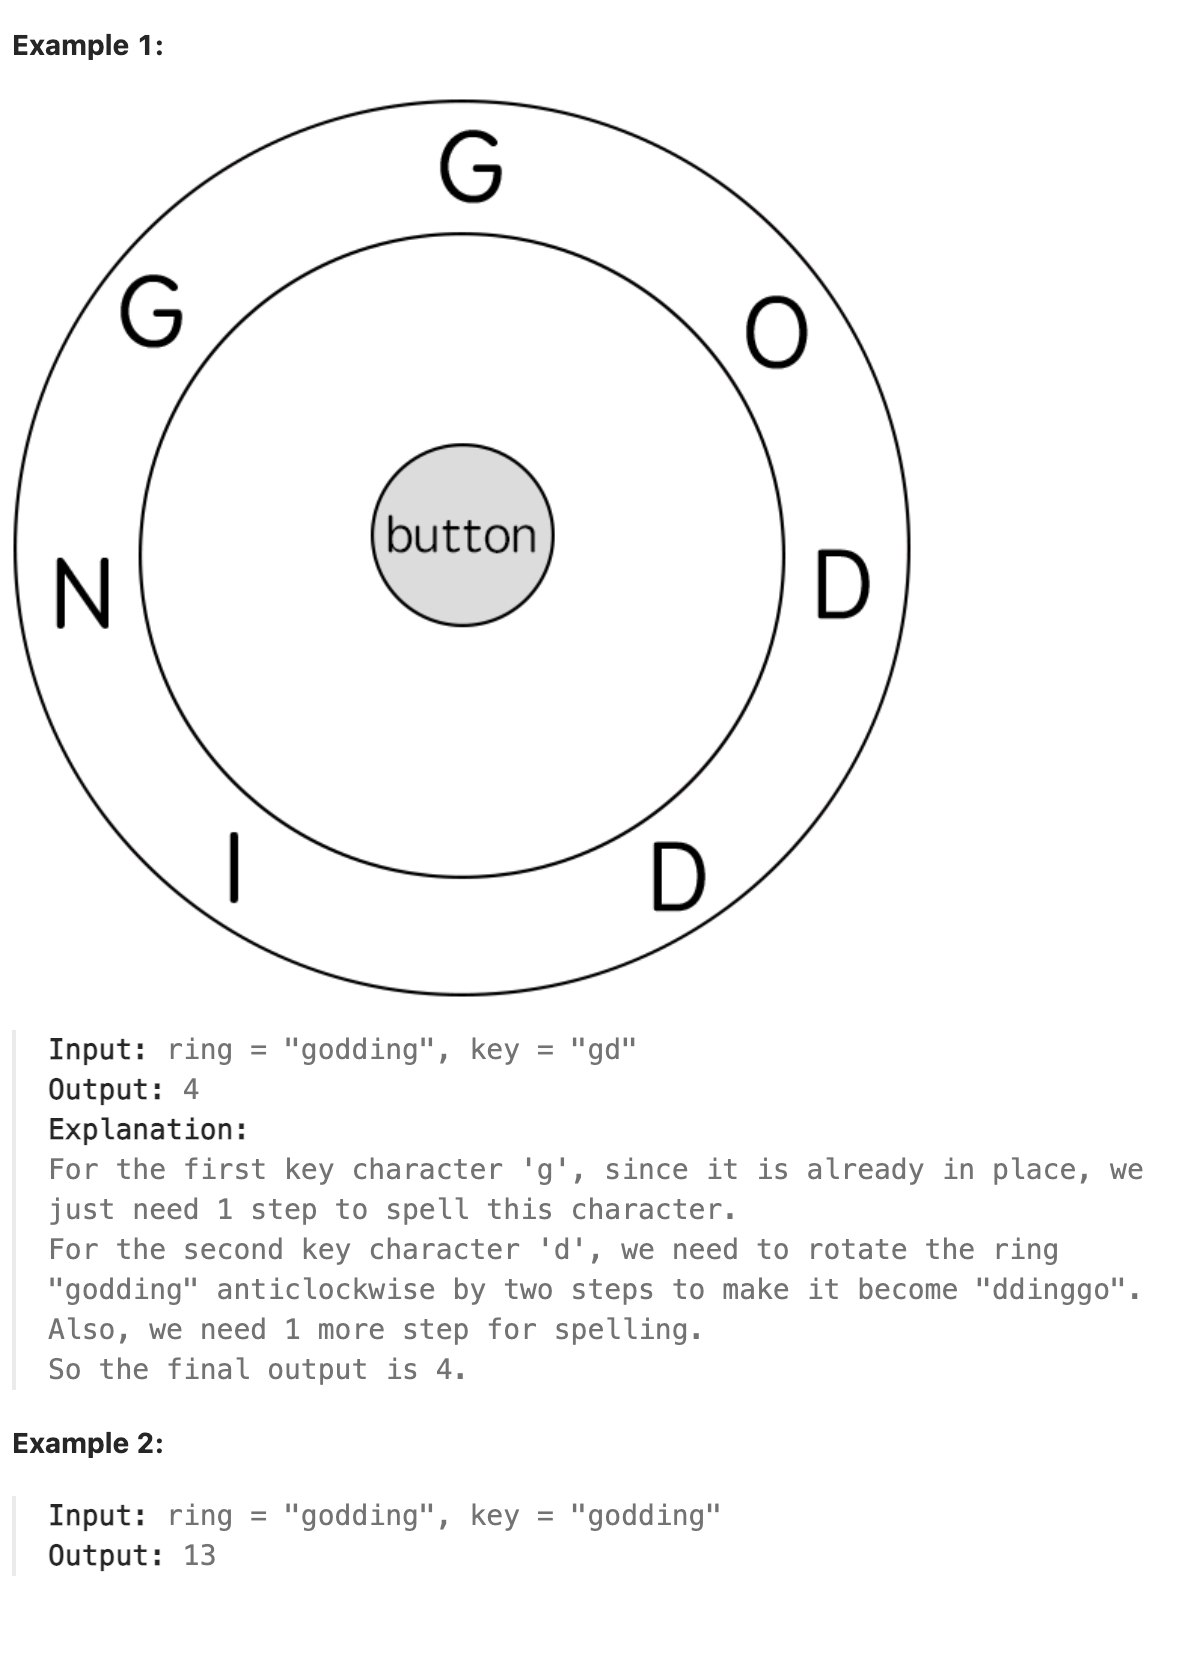 Example 1:
G
G
O
button
N
D
I
D
Input: ring = "godding", key = "gd"
Output: 4
Explanation:
For the first key character 'g', since it is already in place, we
just need 1 step to spell this character.
For the second key character 'd', we need to rotate the ring
"godding" anticlockwise by two steps to make it become "ddinggo".
Also, we need 1 more step for spelling.
So the final output is 4.
Example 2:
Input: ring = "godding", key = "godding"
Output: 13